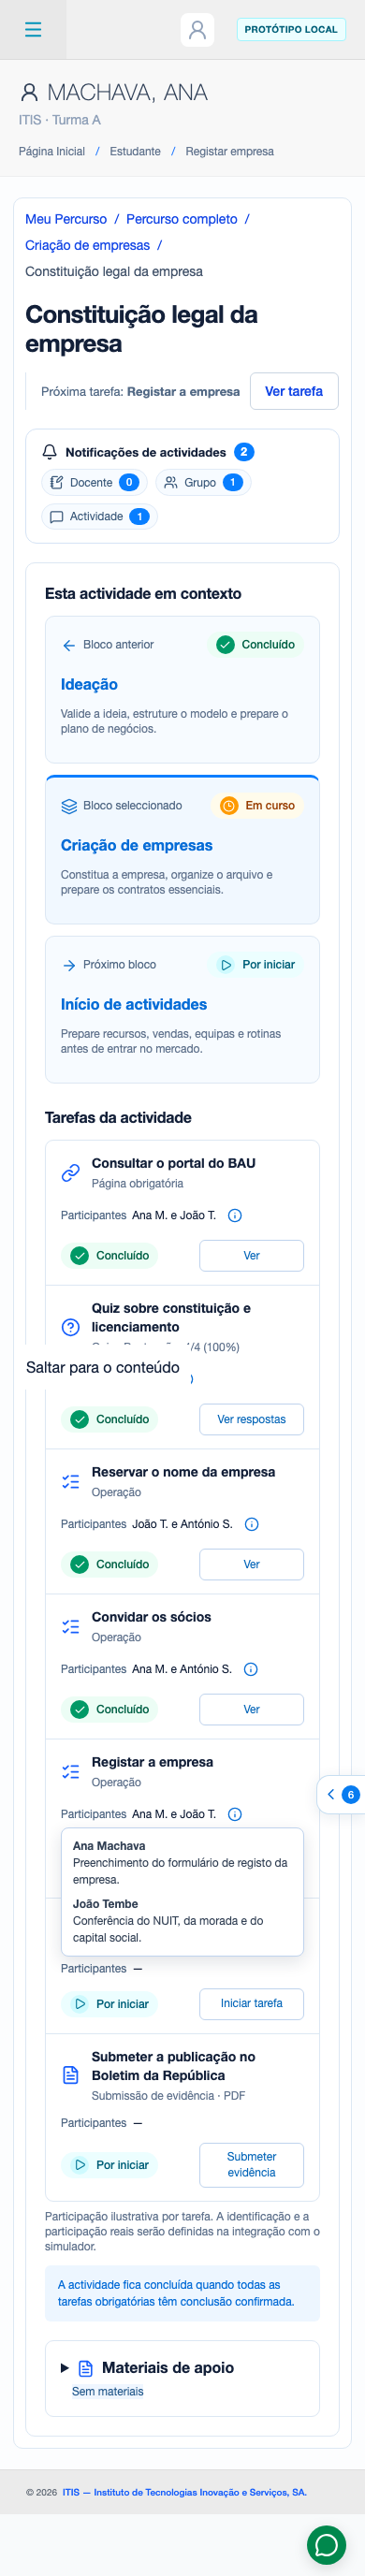 PROTÓTIPO LOCAL
MACHAVA, ANA
ITIS · Turma A
Página Inicial / Estudante / Registar empresa
Meu Percurso / Percurso completo /
Criação de empresas /
Constituição legal da empresa
Constituição legal da
empresa
Próxima tarefa: Registar a empresa
Ver tarefa
Notificações de actividades 2
Docente 0
Grupo 1
Actividade 1
Esta actividade em contexto
Bloco anterior
Concluído
Ideação
Valide a ideia, estruture o modelo e prepare o
plano de negócios.
Bloco seleccionado
Em curso
Criação de empresas
Constitua a empresa, organize o arquivo e
prepare os contratos essenciais.
Próximo bloco
Por iniciar
Início de actividades
Prepare recursos, vendas, equipas e rotinas
antes de entrar no mercado.
Tarefas da actividade
Consultar o portal do BAU
Página obrigatória
Participantes Ana M. e João T.
Concluído
Ver
Quiz sobre constituição e
licenciamento
/4 (100%)
Saltar para o conteúdo
Concluído
Ver respostas
Reservar o nome da empresa
Operação
Participantes João T. e António S.
Concluído
Ver
Convidar os sócios
Operação
Participantes Ana M. e António S.
Concluído
Ver
Registar a empresa
Operação
6
Participantes Ana M. e João T.
Ana Machava
Preenchimento do formulário de registo da
empresa.
João Tembe
Conferência do NUIT, da morada e do
capital social.
Participantes —
Por iniciar
Iniciar tarefa
Submeter a publicação no
Boletim da República
Submissão de evidência · PDF
Participantes —
Por iniciar
Submeter
evidência
Participação ilustrativa por tarefa. A identificação e a
participação reais serão definidas na integração com o
simulador.
A actividade fica concluída quando todas as
tarefas obrigatórias têm conclusão confirmada.
Materiais de apoio
Sem materiais
© 2026 ITIS — Instituto de Tecnologias Inovação e Serviços, SA.